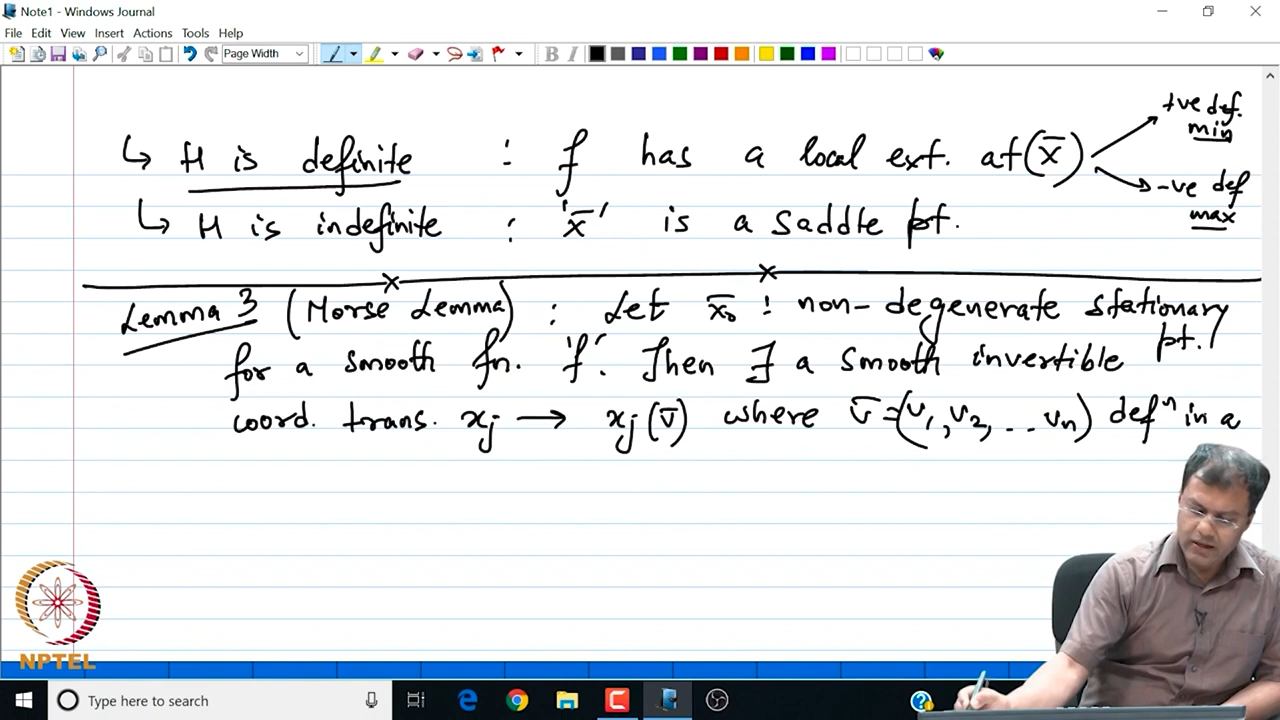 Note1 - Windows Journal
File Edit View Insert Actions Tools Help
Page Width
B I
+ve def.
min
↳ H is definite : f has a local ext. at (x̄)
-ve def
max
↳ H is indefinite : 'x̄' is a saddle pt.
Lemma 3 (Morse Lemma) : Let x̄₀ : non-degenerate stationary
pt.
for a smooth fn. 'f'. Then ∃ a smooth invertible
coord. trans. xj → xj(v̄) where v̄ = (v₁, v₂, ... vn) defⁿ in a
NPTEL
Type here to search